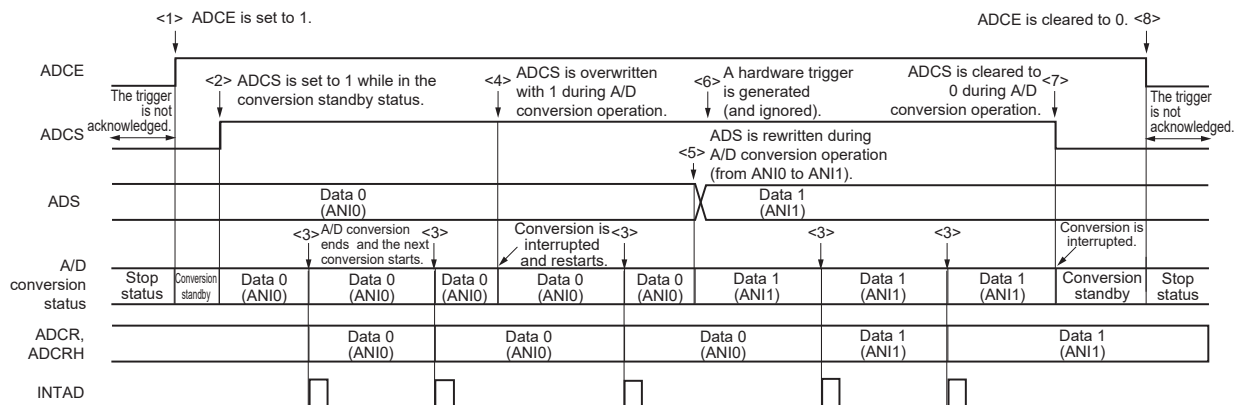 <1> ADCE is set to 1.
ADCE is cleared to 0. <8>
ADCE
<2> ADCS is set to 1 while in the
conversion standby status.
<4> ADCS is overwritten
with 1 during A/D
conversion operation.
<6> A hardware trigger
is generated
(and ignored).
ADCS is cleared to <7>
0 during A/D
conversion operation.
The trigger
is not
acknowledged.
The trigger
is not
acknowledged.
ADCS
<5> ADS is rewritten during
A/D conversion operation
(from ANI0 to ANI1).
ADS
Data 0
(ANI0)
Data 1
(ANI1)
<3> A/D conversion
ends and the next
conversion starts.
<3>
Conversion is
interrupted
and restarts.
<3>
<3>
<3>
Conversion is
interrupted.
A/D
conversion
status
Stop
status
Conversion
standby
Data 0
(ANI0)
Data 0
(ANI0)
Data 0
(ANI0)
Data 0
(ANI0)
Data 0
(ANI0)
Data 1
(ANI1)
Data 1
(ANI1)
Data 1
(ANI1)
Conversion
standby
Stop
status
ADCR,
ADCRH
Data 0
(ANI0)
Data 0
(ANI0)
Data 0
(ANI0)
Data 1
(ANI1)
Data 1
(ANI1)
INTAD